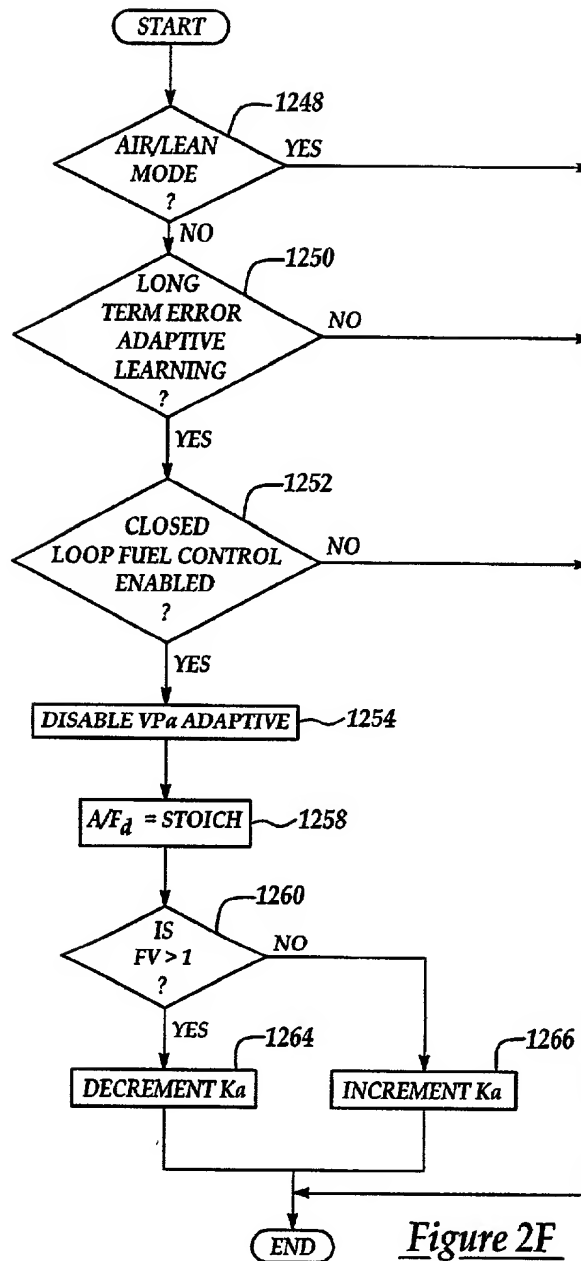 START
1248
AIR/LEAN
MODE
?
YES
NO
1250
LONG
TERM ERROR
ADAPTIVE
LEARNING
?
NO
YES
1252
CLOSED
LOOP FUEL CONTROL
ENABLED
?
NO
YES
DISABLE VPa ADAPTIVE
1254
A/Fd = STOICH
1258
1260
IS
FV > 1
?
NO
YES
1264
1266
DECREMENT Ka
INCREMENT Ka
END
Figure 2F